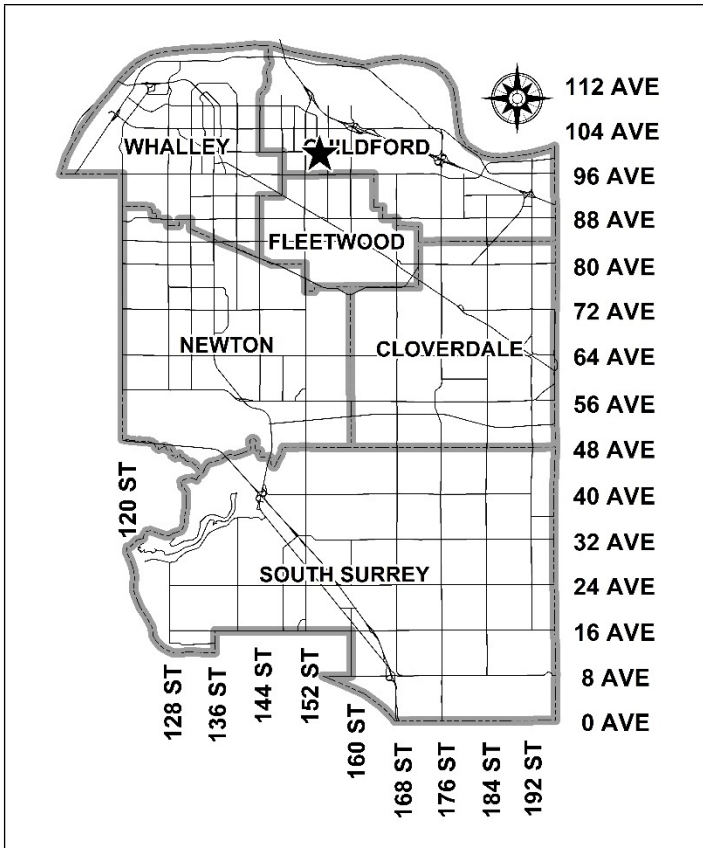 112 AVE
104 AVE
WHALLEY
GUILDFORD
96 AVE
88 AVE
FLEETWOOD
80 AVE
72 AVE
NEWTON
CLOVERDALE
64 AVE
56 AVE
48 AVE
120 ST
40 AVE
32 AVE
SOUTH SURREY
24 AVE
16 AVE
128 ST
136 ST
144 ST
152 ST
160 ST
8 AVE
0 AVE
168 ST
176 ST
184 ST
192 ST